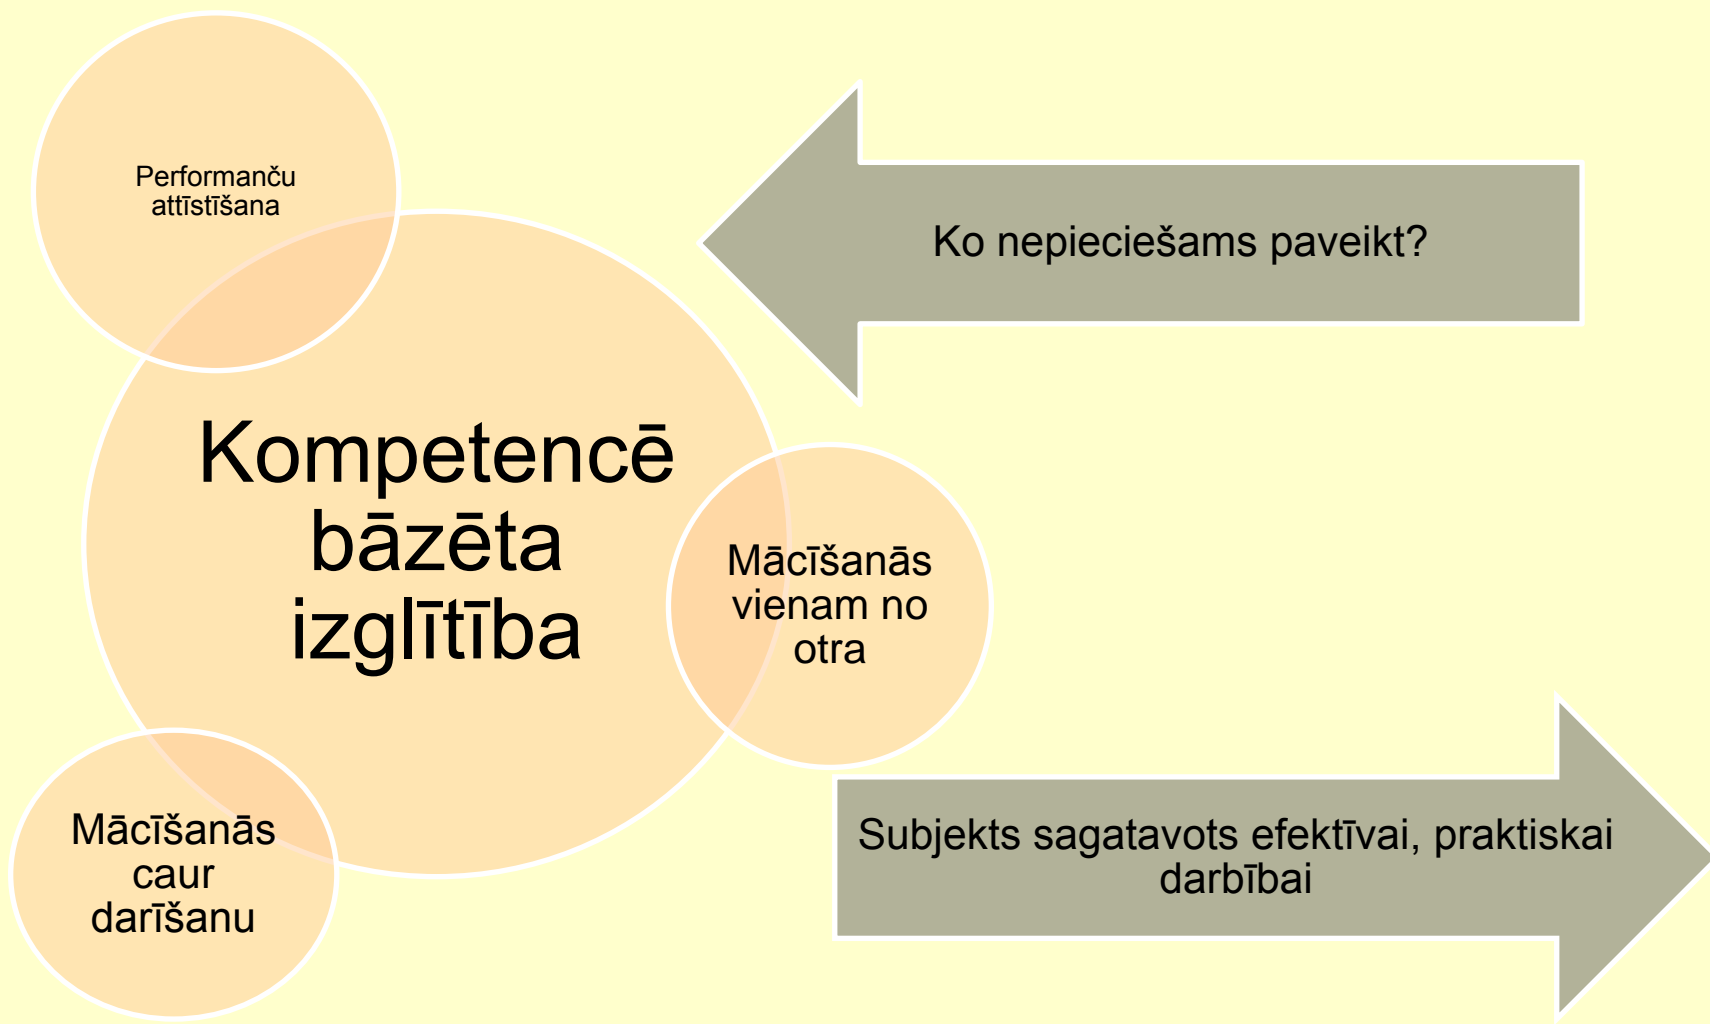 Performanču
attīstīšana
Ko nepieciešams paveikt?
Kompetencē
bāzēta
izglītība
Mācīšanās
vienam no
otra
Mācīšanās
caur
darīšanu
Subjekts sagatavots efektīvai, praktiskai
darbībai